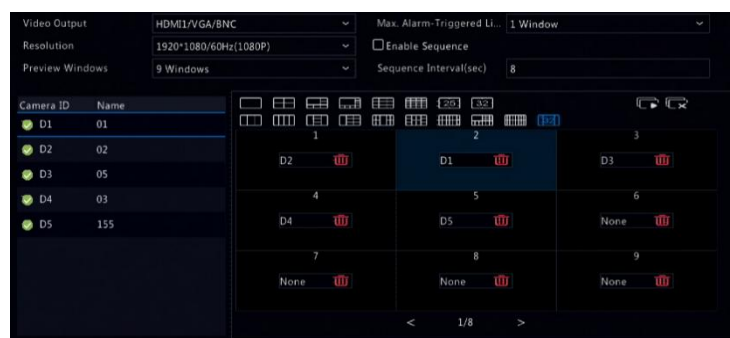 Video Output HDMI1/VGA/BNC Max. Alarm-Triggered Li... 1 Window
Resolution 1920*1080/60Hz(1080P) Enable Sequence
Preview Windows 9 Windows Sequence Interval(sec) 8
Camera ID Name
D1 01
D2 02
D3 05
D4 03
D5 155
25 32
1 2 3
D2 D1 D3
4 5 6
D4 D5 None
7 8 9
None None None
< 1/8 >